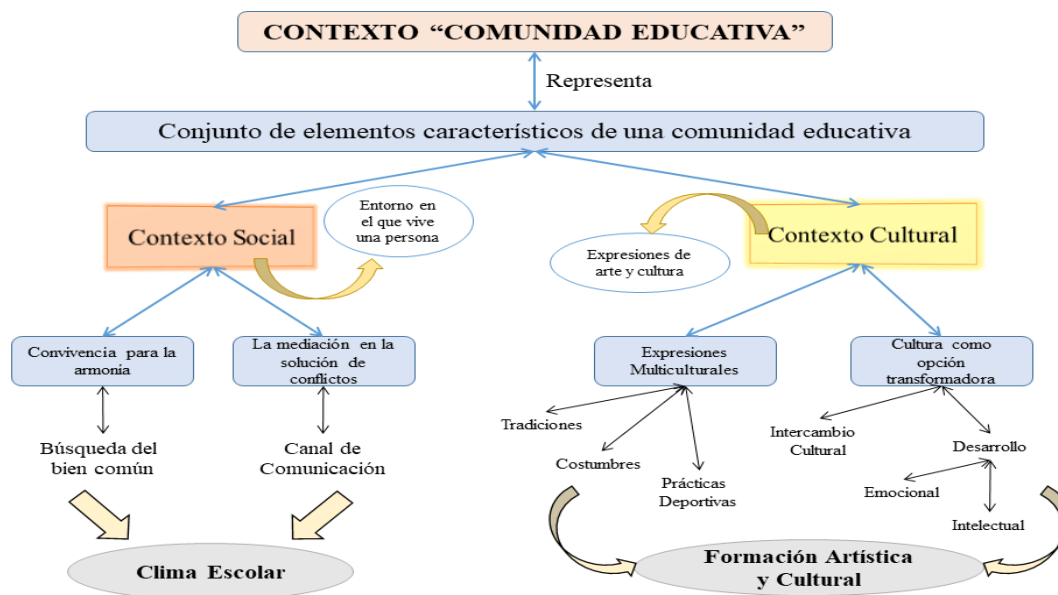 CONTEXTO “COMUNIDAD EDUCATIVA”
Representa
Conjunto de elementos característicos de una comunidad educativa
Contexto Social
Entorno en
el que vive
una persona
Expresiones de
arte y cultura
Contexto Cultural
Convivencia para la
armonía
La mediación en la
solución de
conflictos
Expresiones
Multiculturales
Cultura como
opción
transformadora
Búsqueda del
bien común
Canal de
Comunicación
Tradiciones
Costumbres
Prácticas
Deportivas
Intercambio
Cultural
Desarrollo
Emocional
Intelectual
Clima Escolar
Formación Artística
y Cultural